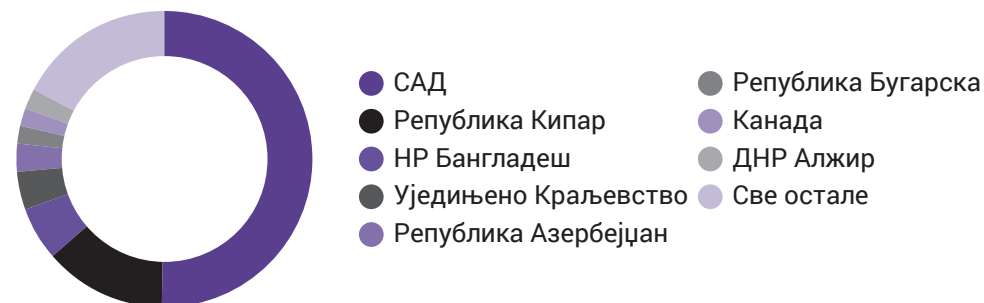 САД
Република Кипар
НР Бангладеш
Уједињено Краљевство
Република Азербејџан
Република Бугарска
Канада
ДНР Алжир
Све остале